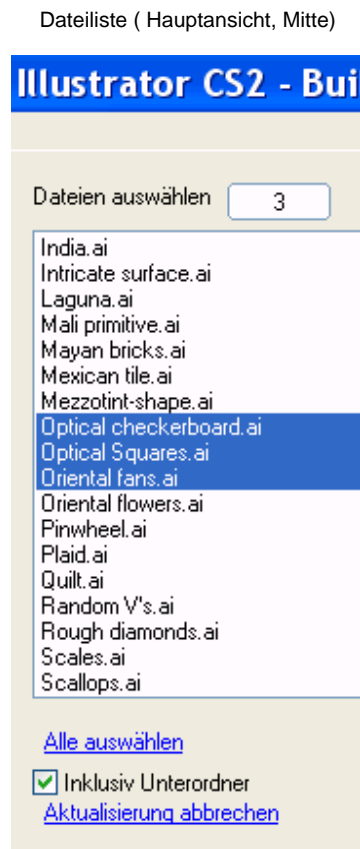 Dateiliste ( Hauptansicht, Mitte)
Illustrator CS2 - Bui
Dateien auswählen 3
India.ai
Intricate surface.ai
Laguna.ai
Mali primitive.ai
Mayan bricks.ai
Mexican tile.ai
Mezzotint-shape.ai
Optical checkerboard.ai
Optical Squares.ai
Oriental fans.ai
Oriental flowers.ai
Pinwheel.ai
Plaid.ai
Quilt.ai
Random V's.ai
Rough diamonds.ai
Scales.ai
Scallops.ai
Alle auswählen
Inklusiv Unterordner
Aktualisierung abbrechen